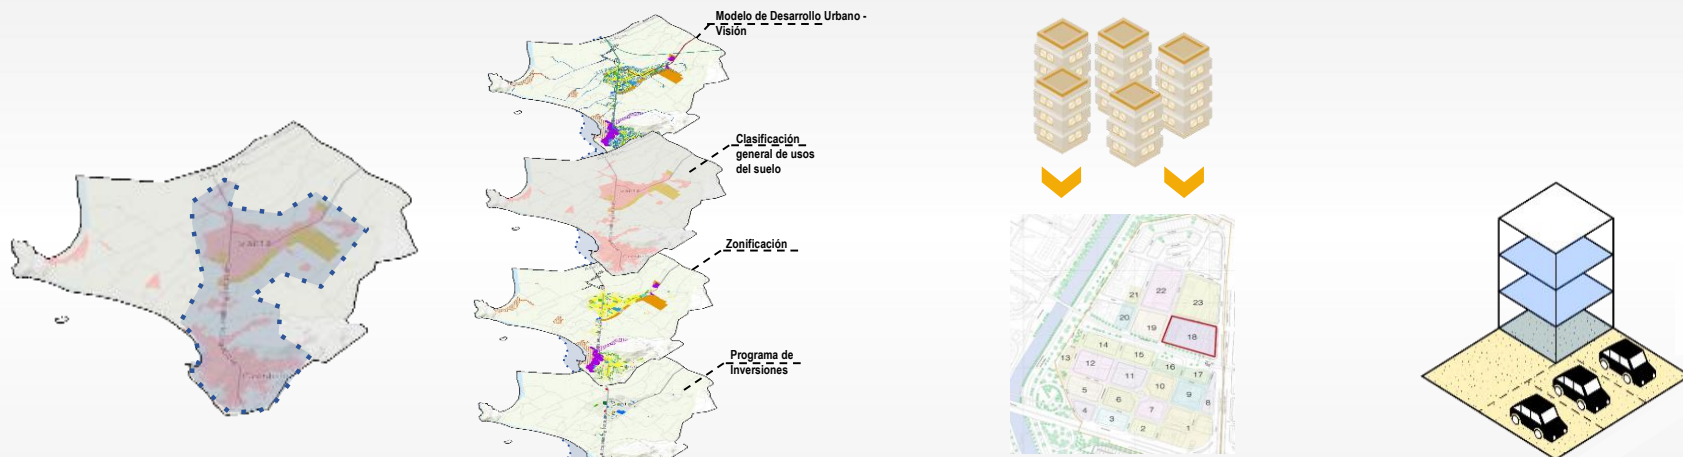 Modelo de Desarrollo Urbano -
Visión
Clasificación
general de usos
del suelo
Zonificación
Programa de
Inversiones
21
22
23
20
19
18
14
15
13
12
11
16
17
10
5
6
9
8
4
3
7
2
1